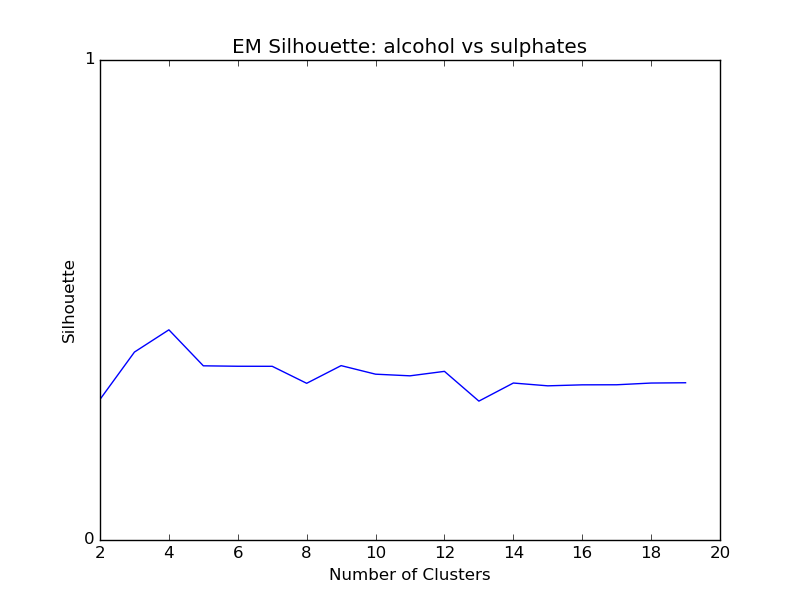 EM Silhouette: alcohol vs sulphates
1
Silhouette
0
2 4 6 8 10 12 14 16 18 20
Number of Clusters